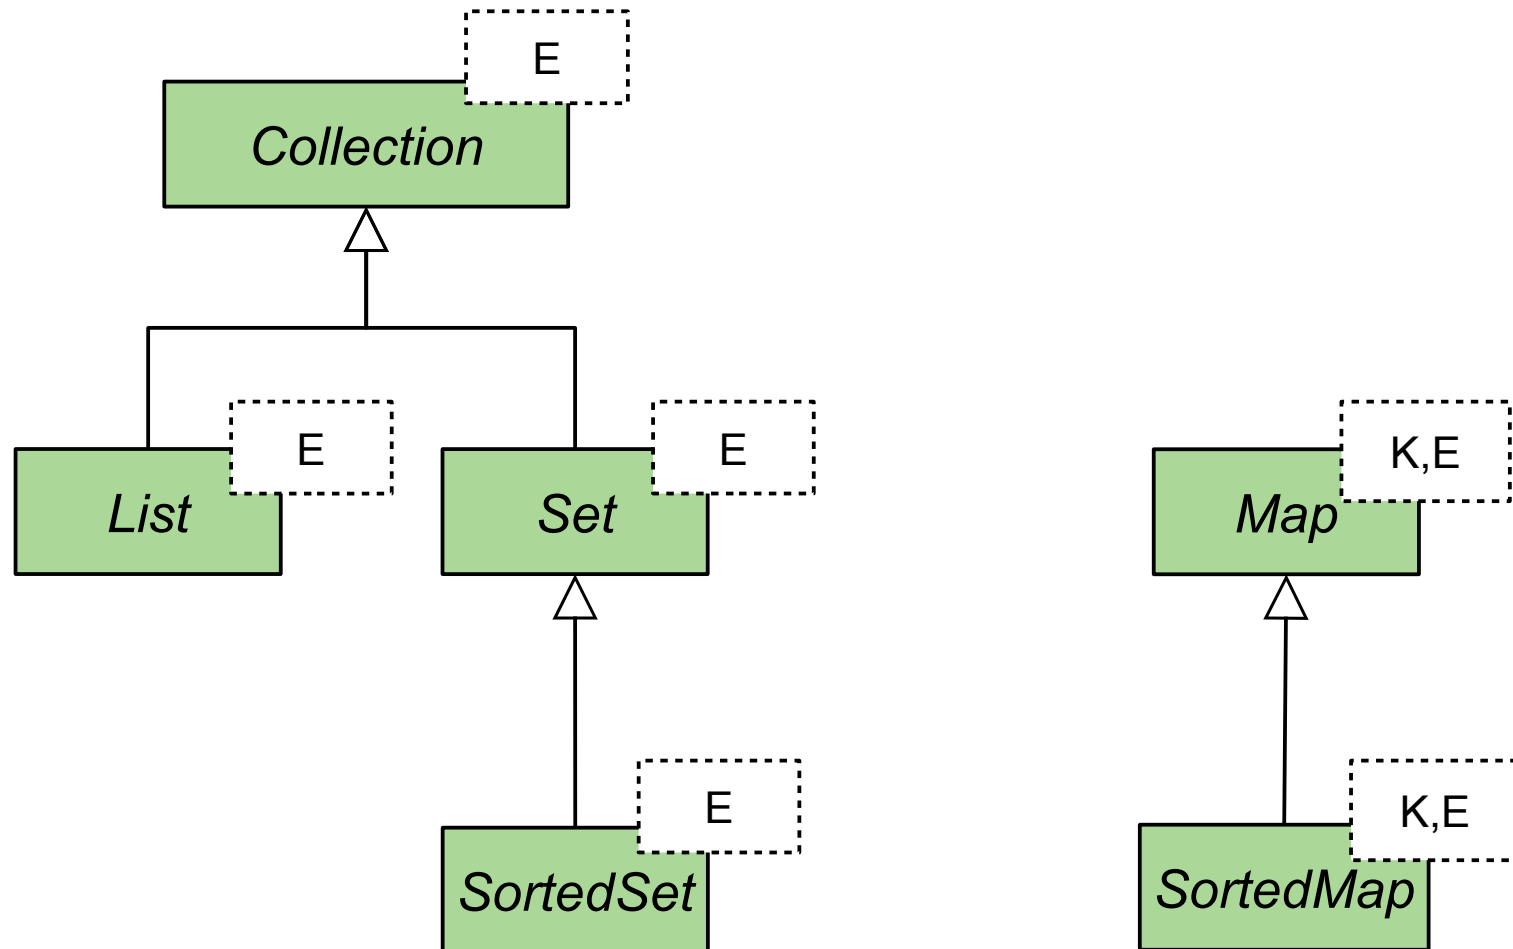 E
Collection
E
List
E
Set
K,E
Map
E
SortedSet
K,E
SortedMap